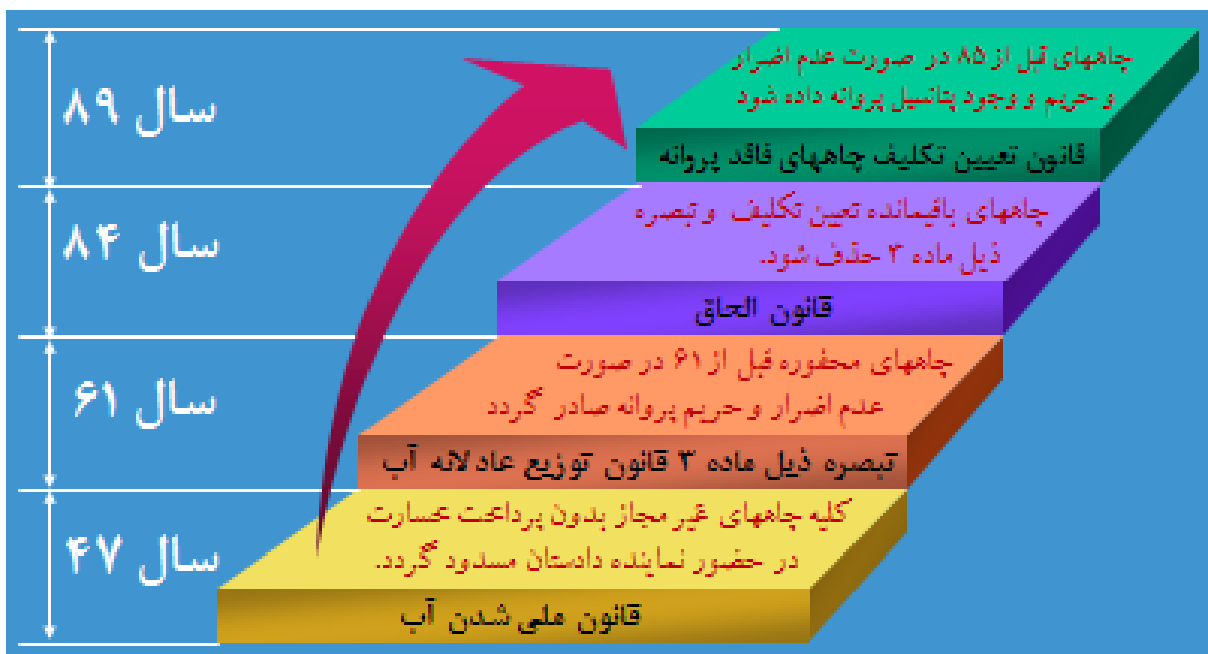 سال ۸۹
چاههای قبل از ۸۵ در صورت عدم اضرار
و حریم و وجود پتانسیل پروانه داده شود
قانون تعیین تکلیف چاههای فاقد پروانه
سال ۸۴
چاههای باقیمانده تعیین تکلیف و تبصره
ذیل ماده ۳ حذف شود.
قانون الحاق
سال ۶۱
چاههای محفوره قبل از ۶۱ در صورت
عدم اضرار و حریم پروانه صادر گردد
تبصره ذیل ماده ۳ قانون توزیع عادلانه آب
سال ۴۷
کلیه چاههای غیر مجاز بدون پرداخت خسارت
در حضور نماینده دادستان مسدود گردد.
قانون ملی شدن آب